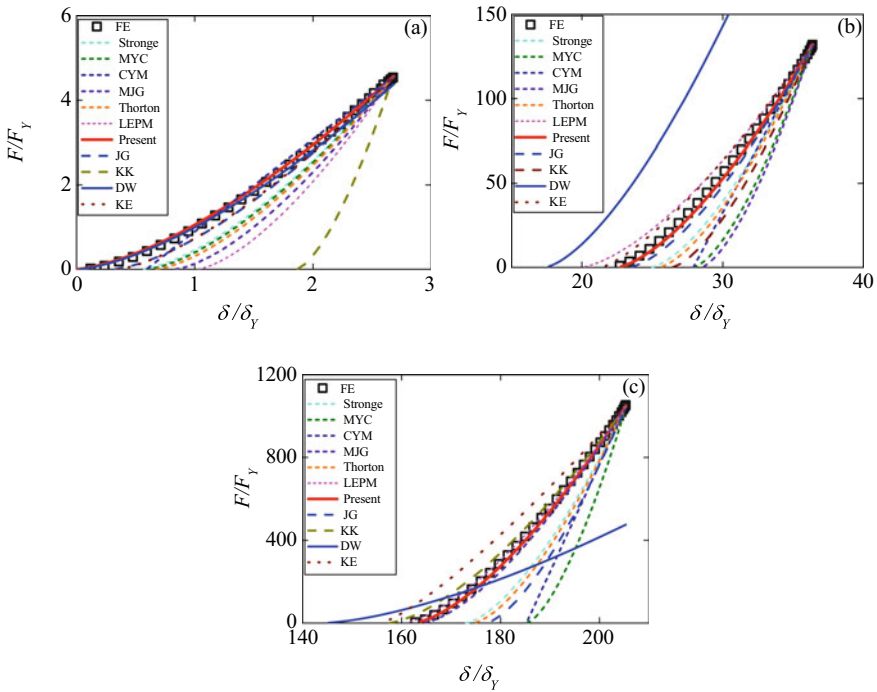 (a)
6
4
2
0
F/F_Y
FE
Stronge
MYC
CYM
MJG
Thorton
LEPM
Present
JG
KK
DW
KE
0 1 2 3
δ/δ_Y
(b)
150
100
50
0
F/F_Y
FE
Stronge
MYC
CYM
MJG
Thorton
LEPM
Present
JG
KK
DW
KE
20 30 40
δ/δ_Y
(c)
1200
800
400
0
F/F_Y
FE
Stronge
MYC
CYM
MJG
Thorton
LEPM
Present
JG
KK
DW
KE
140 160 180 200
δ/δ_Y